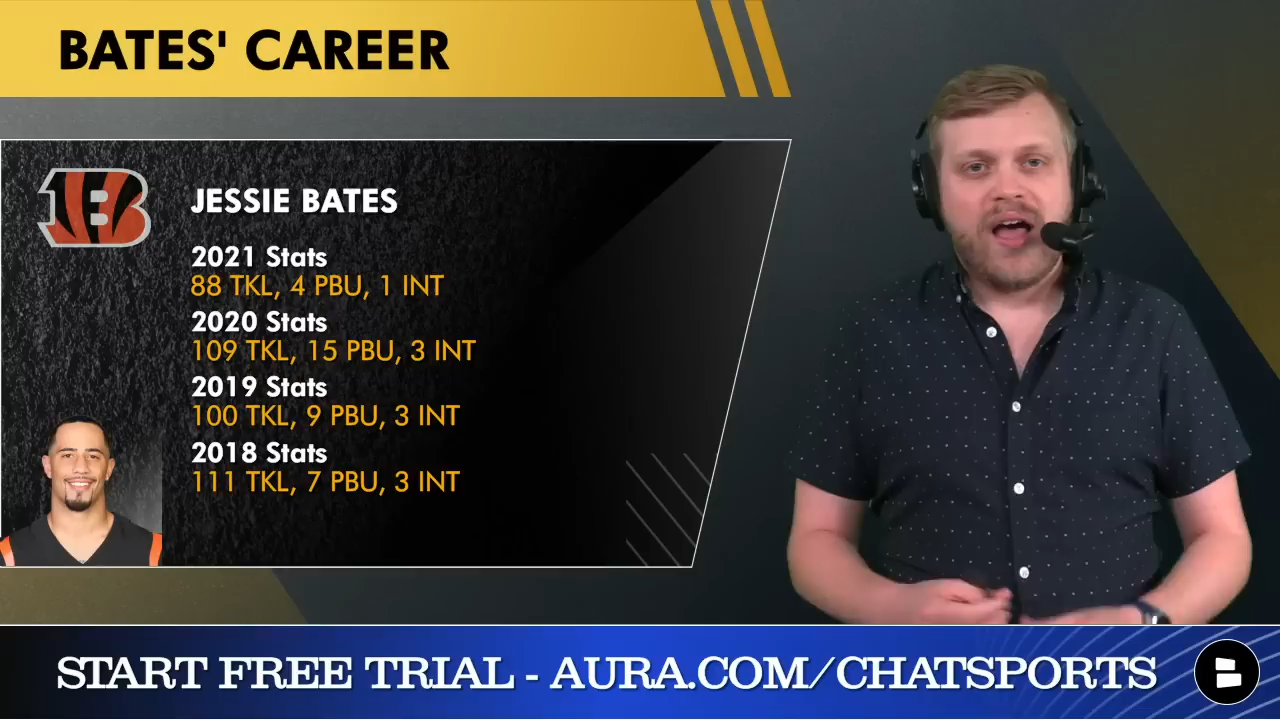 BATES' CAREER
B
JESSIE BATES
2021 Stats
88 TKL, 4 PBU, 1 INT
2020 Stats
109 TKL, 15 PBU, 3 INT
2019 Stats
100 TKL, 9 PBU, 3 INT
2018 Stats
111 TKL, 7 PBU, 3 INT
START FREE TRIAL - AURA.COM/CHATSPORTS